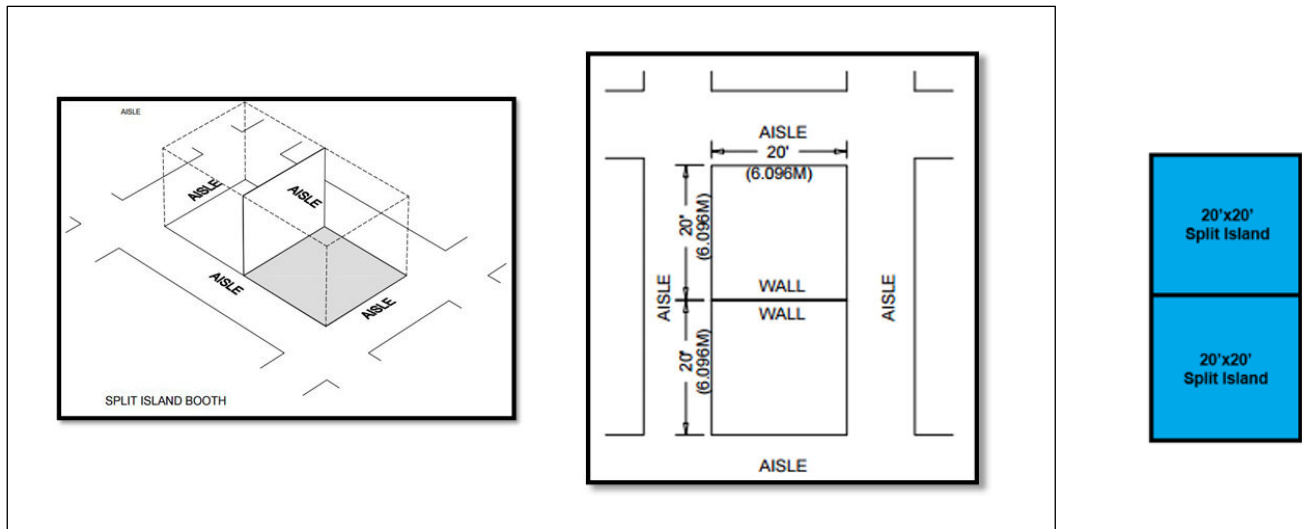 AISLE
AISLE
AISLE
AISLE
AISLE
SPLIT ISLAND BOOTH
AISLE
20'
(6.096M)
20'
(6.096M)
AISLE
WALL
WALL
AISLE
20'
(6.096M)
AISLE
20'x20'
Split Island
20'x20'
Split Island